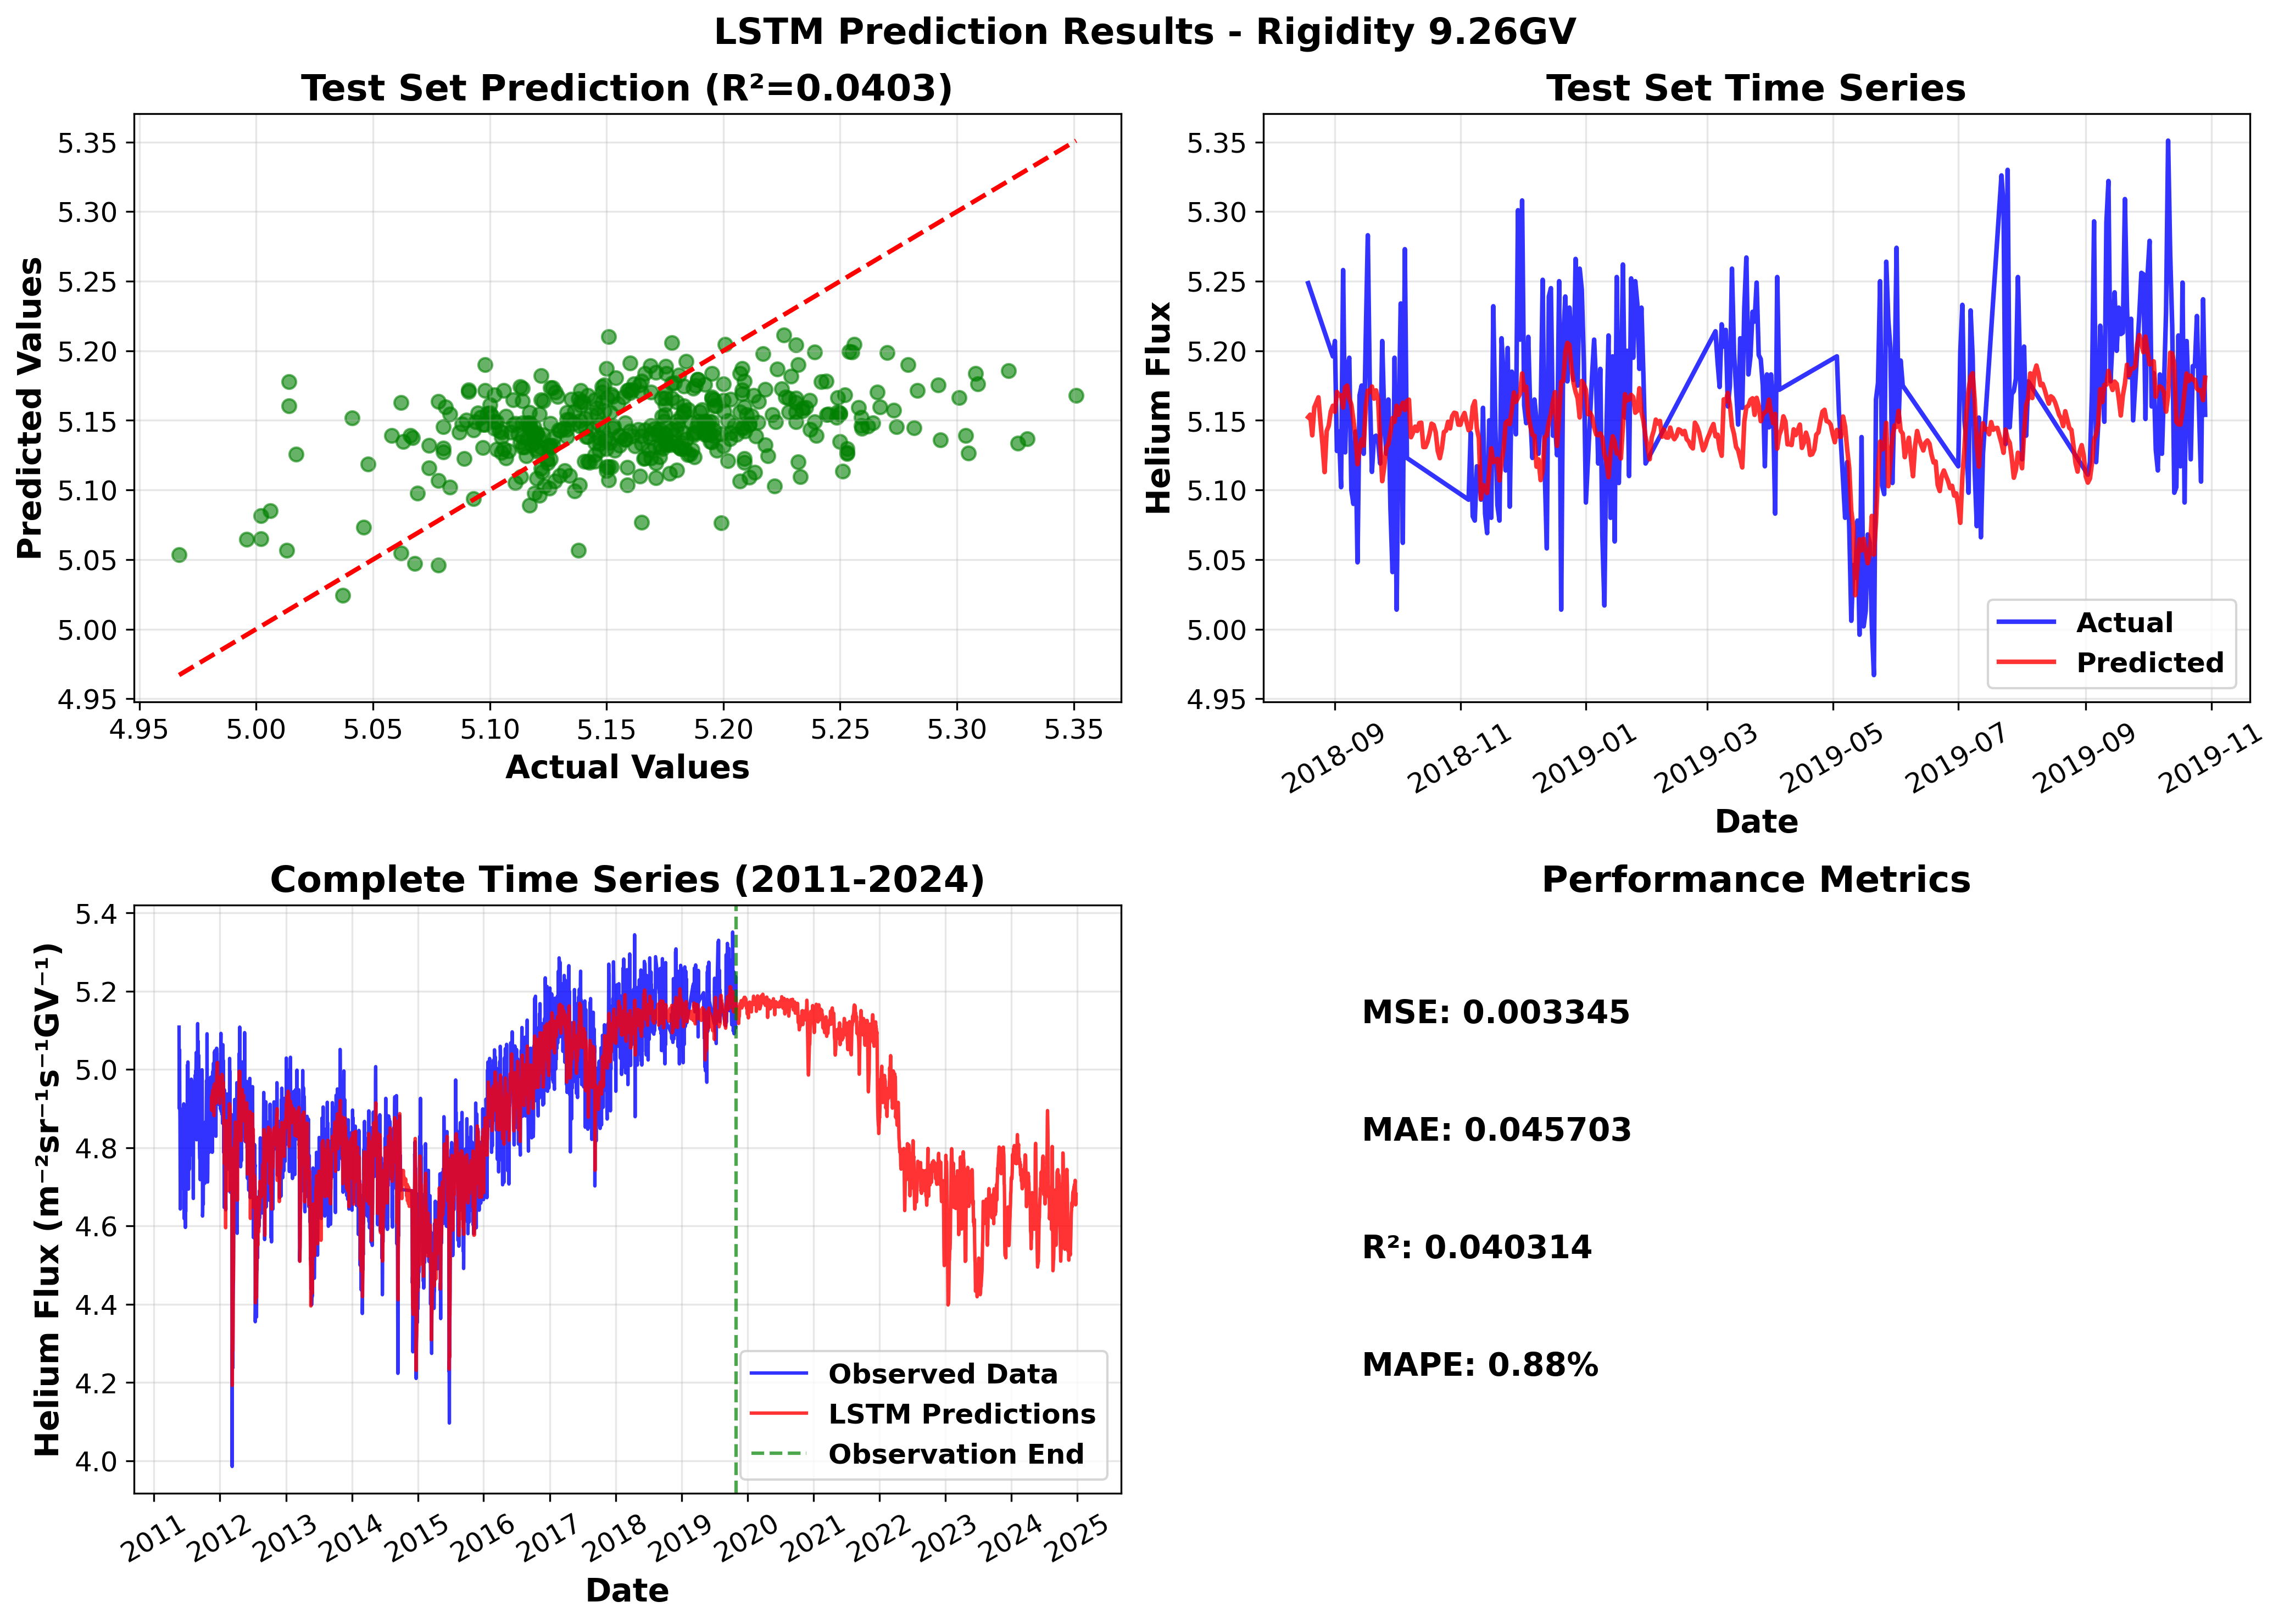 LSTM Prediction Results - Rigidity 9.26GV
Test Set Prediction (R²=0.0403)
Predicted Values
5.35
5.30
5.25
5.20
5.15
5.10
5.05
5.00
4.95
4.95 5.00 5.05 5.10 5.15 5.20 5.25 5.30 5.35
Actual Values
Test Set Time Series
Helium Flux
5.35
5.30
5.25
5.20
5.15
5.10
5.05
5.00
4.95
Actual
Predicted
2018-09 2018-11 2019-01 2019-03 2019-05 2019-07 2019-09 2019-11
Date
Complete Time Series (2011-2024)
Helium Flux (m⁻²sr⁻¹s⁻¹GV⁻¹)
5.4
5.2
5.0
4.8
4.6
4.4
4.2
4.0
Observed Data
LSTM Predictions
Observation End
2011 2012 2013 2014 2015 2016 2017 2018 2019 2020 2021 2022 2023 2024 2025
Date
Performance Metrics
MSE: 0.003345
MAE: 0.045703
R²: 0.040314
MAPE: 0.88%